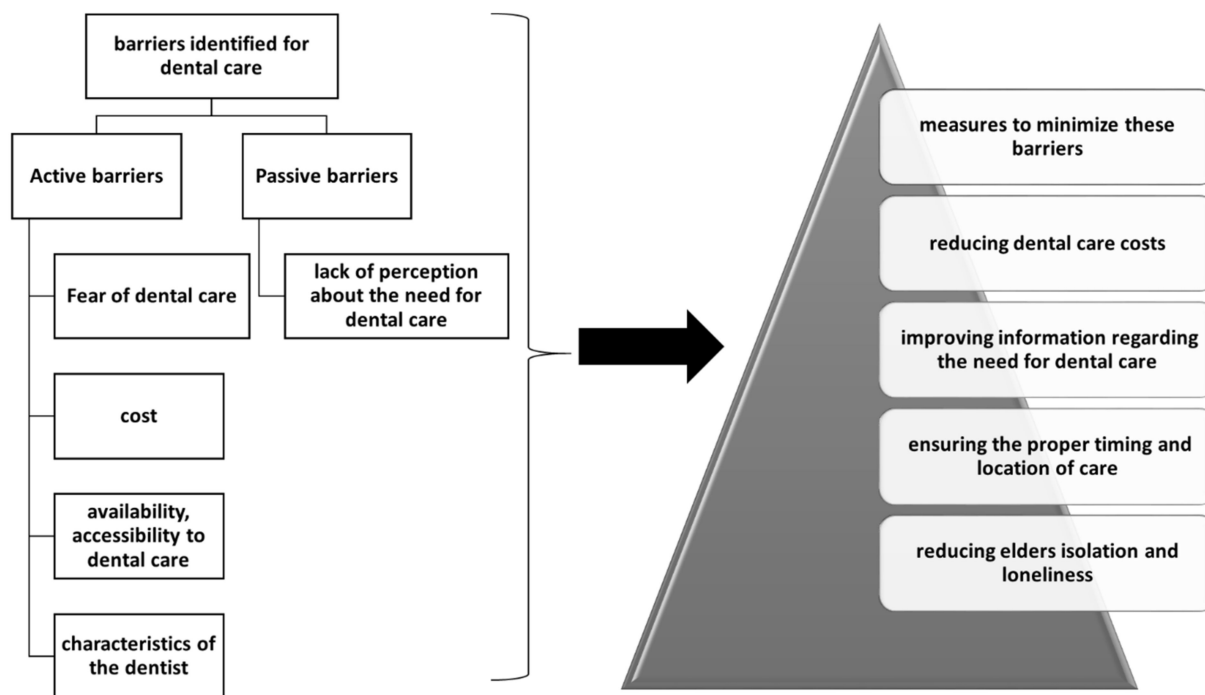 barriers identified for
dental care
Active barriers
Passive barriers
Fear of dental care
lack of perception
about the need for
dental care
cost
availability,
accessibility to
dental care
characteristics of
the dentist
measures to minimize these
barriers
reducing dental care costs
improving information regarding
the need for dental care
ensuring the proper timing and
location of care
reducing elders isolation and
loneliness